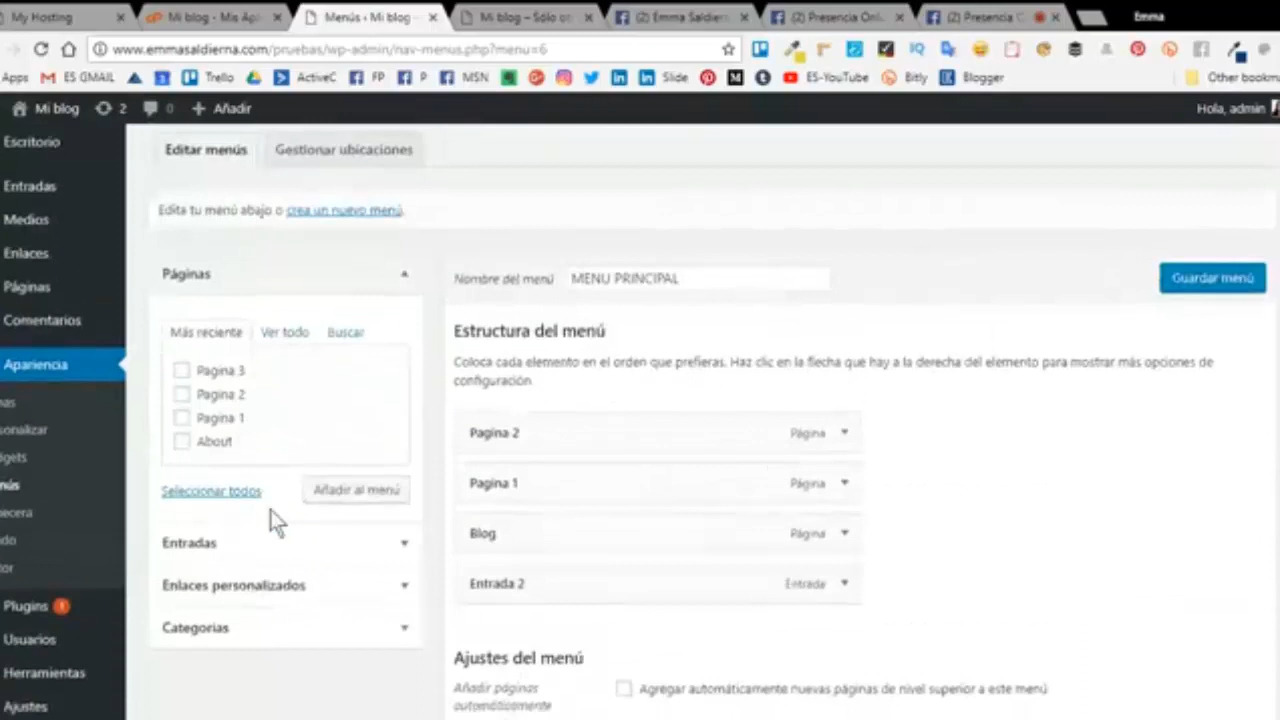 My Hosting
Mi blog - Mis Apl
Menús ‹ Mi blog
Mi blog – Sólo ot
(2) Emma Saldier
(2) Presencia Onl
(2) Presencia
Emma
www.emmasaldierna.com/pruebas/wp-admin/nav-menus.php?menu=6
Apps
ES GMAIL
Trello
ActiveC
FP
P
MSN
Slide
ES-YouTube
Bitly
Blogger
Other bookm
Mi blog
2
0
Añadir
Hola, admin
Escritorio
Entradas
Medios
Enlaces
Páginas
Comentarios
Apariencia
nas
sonalizar
gets
nús
ecera
do
tor
Plugins 1
Usuarios
Herramientas
Ajustes
Editar menús
Gestionar ubicaciones
Edita tu menú abajo o crea un nuevo menú.
Páginas
Más reciente
Ver todo
Buscar
Pagina 3
Pagina 2
Pagina 1
About
Seleccionar todos
Añadir al menú
Entradas
Enlaces personalizados
Categorías
Nombre del menú
MENU PRINCIPAL
Guardar menú
Estructura del menú
Coloca cada elemento en el orden que prefieras. Haz clic en la flecha que hay a la derecha del elemento para mostrar más opciones de
configuración.
Pagina 2
Página
Pagina 1
Página
Blog
Página
Entrada 2
Entrada
Ajustes del menú
Añadir páginas
automáticamente
Agregar automáticamente nuevas páginas de nivel superior a este menú